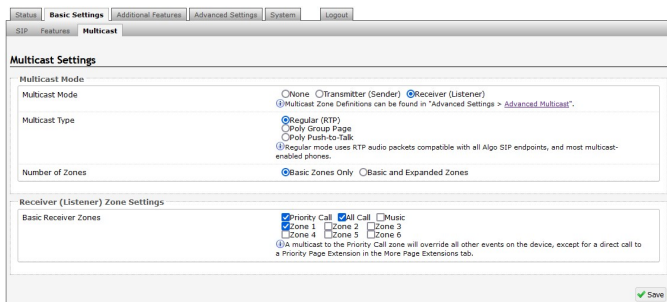 Status Basic Settings Additional Features Advanced Settings System Logout
SIP Features Multicast
Multicast Settings
Multicast Mode
Multicast Mode None Transmitter (Sender) Receiver (Listener)
Multicast Zone Definitions can be found in "Advanced Settings > Advanced Multicast".
Multicast Type Regular (RTP)
Poly Group Page
Poly Push-to-Talk
Regular mode uses RTP audio packets compatible with all Algo SIP endpoints, and most multicast-
enabled phones.
Number of Zones Basic Zones Only Basic and Expanded Zones
Receiver (Listener) Zone Settings
Basic Receiver Zones Priority Call All Call Music
Zone 1 Zone 2 Zone 3
Zone 4 Zone 5 Zone 6
A multicast to the Priority Call zone will override all other events on the device, except for a direct call to
a Priority Page Extension in the More Page Extensions tab.
Save